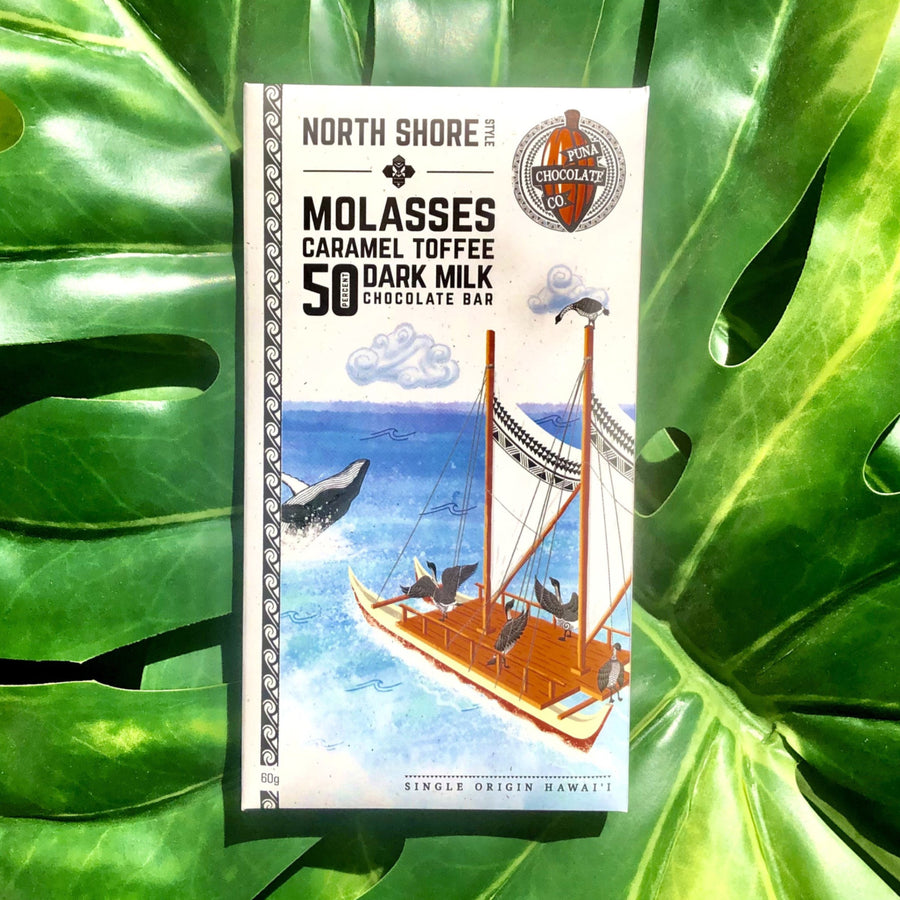 NORTH SHORE STYLE
MOLASSES
CARAMEL TOFFEE
50 PERCENT DARK MILK
CHOCOLATE BAR
PUNA
CHOCOLATE
CO.
60g
SINGLE ORIGIN HAWAI'I